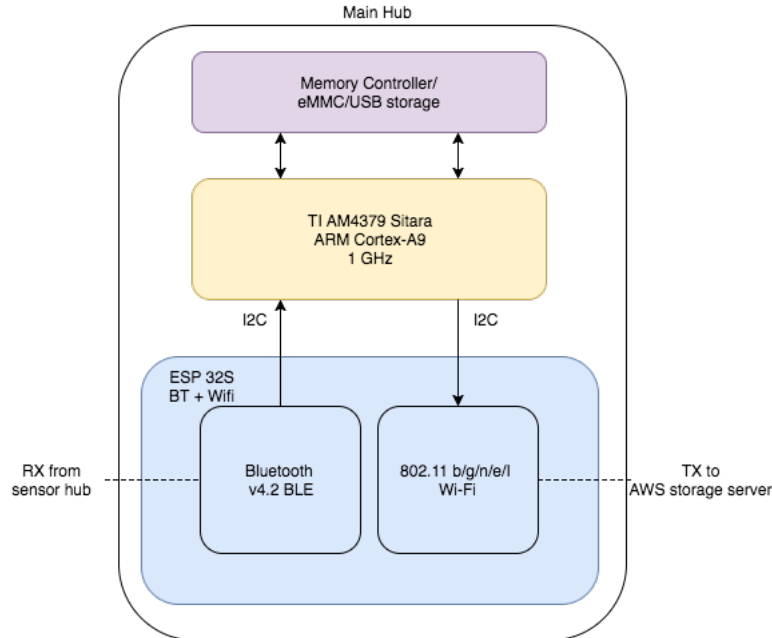 Main Hub
Memory Controller/
eMMC/USB storage
TI AM4379 Sitara
ARM Cortex-A9
1 GHz
I2C
I2C
ESP 32S
BT + Wifi
RX from
sensor hub
Bluetooth
v4.2 BLE
802.11 b/g/n/e/I
Wi-Fi
TX to
AWS storage server